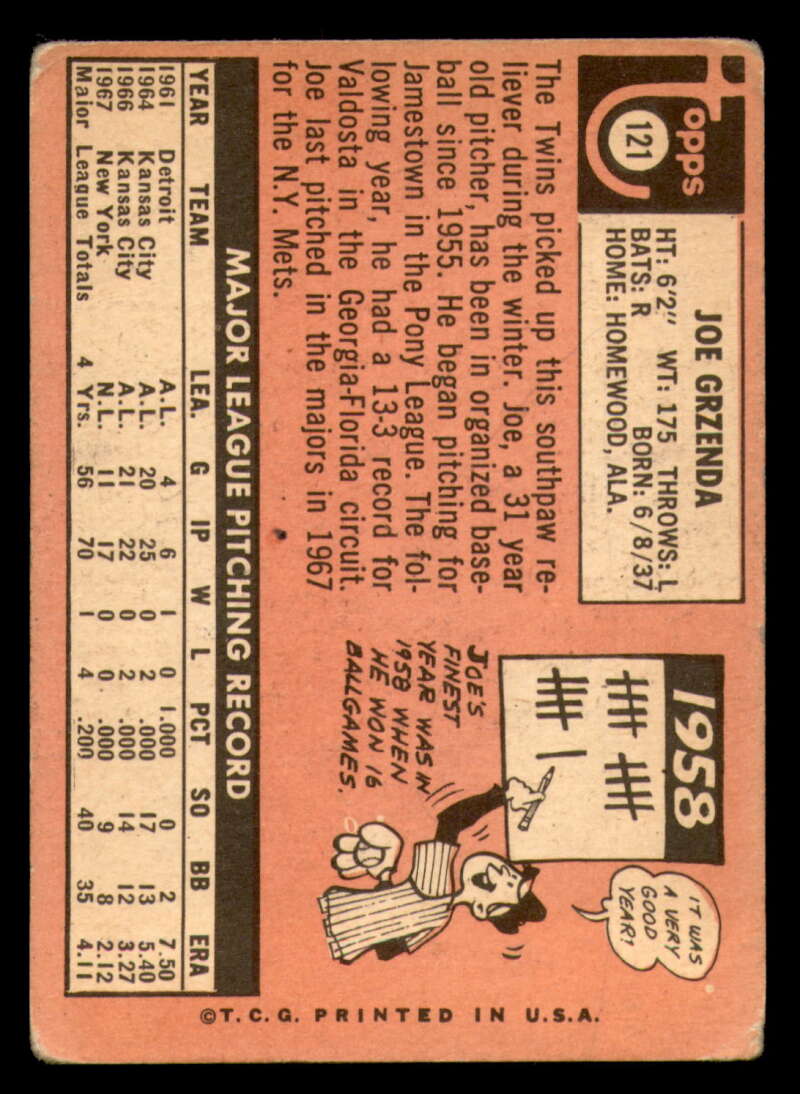 Topps
121
JOE GRZENDA
HT: 6'2" WT: 175 THROWS: L
BATS: R BORN: 6/8/37
HOME: HOMEWOOD, ALA.
The Twins picked up this southpaw re-
liever during the winter. Joe, a 31 year
old pitcher, has been in organized base-
ball since 1955. He began pitching for
Jamestown in the Pony League. The fol-
lowing year, he had a 13-3 record for
Valdosta in the Georgia-Florida circuit.
Joe last pitched in the majors in 1967
for the N.Y. Mets.
1958
IT WAS
A VERY
GOOD
YEAR!
JOE'S
FINEST
YEAR WAS IN
1958 WHEN
HE WON 16
BALLGAMES.
MAJOR LEAGUE PITCHING RECORD
YEAR TEAM LEA. G IP W L PCT SO BB ERA
1961 Detroit A.L. 4 6 1 0 1.000 0 2 7.50
1964 Kansas City A.L. 20 25 0 2 .000 17 13 5.40
1966 Kansas City A.L. 21 22 0 2 .000 14 12 3.27
1967 New York N.L. 11 17 0 0 .000 9 8 2.12
Major League Totals 4 Yrs. 56 70 1 4 .200 40 35 4.11
©T.C.G. PRINTED IN U.S.A.